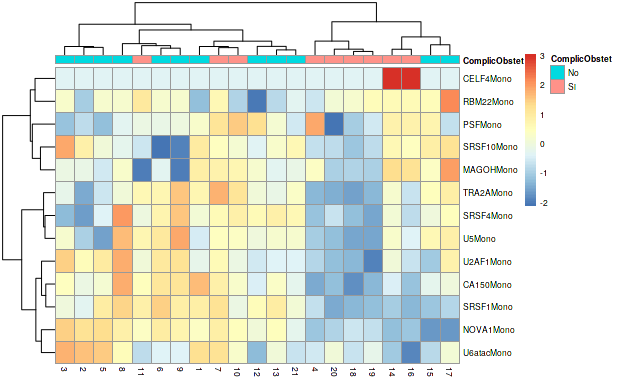 ComplicObstet
CELF4Mono
RBM22Mono
PSFMono
SRSF10Mono
MAGOHMono
TRA2AMono
SRSF4Mono
U5Mono
U2AF1Mono
CA150Mono
SRSF1Mono
NOVA1Mono
U6atacMono
3 2 5 8 11 6 9 1 7 10 12 13 21 4 20 18 19 14 16 15 17
3
2
1
0
-1
-2
ComplicObstet
No
SI